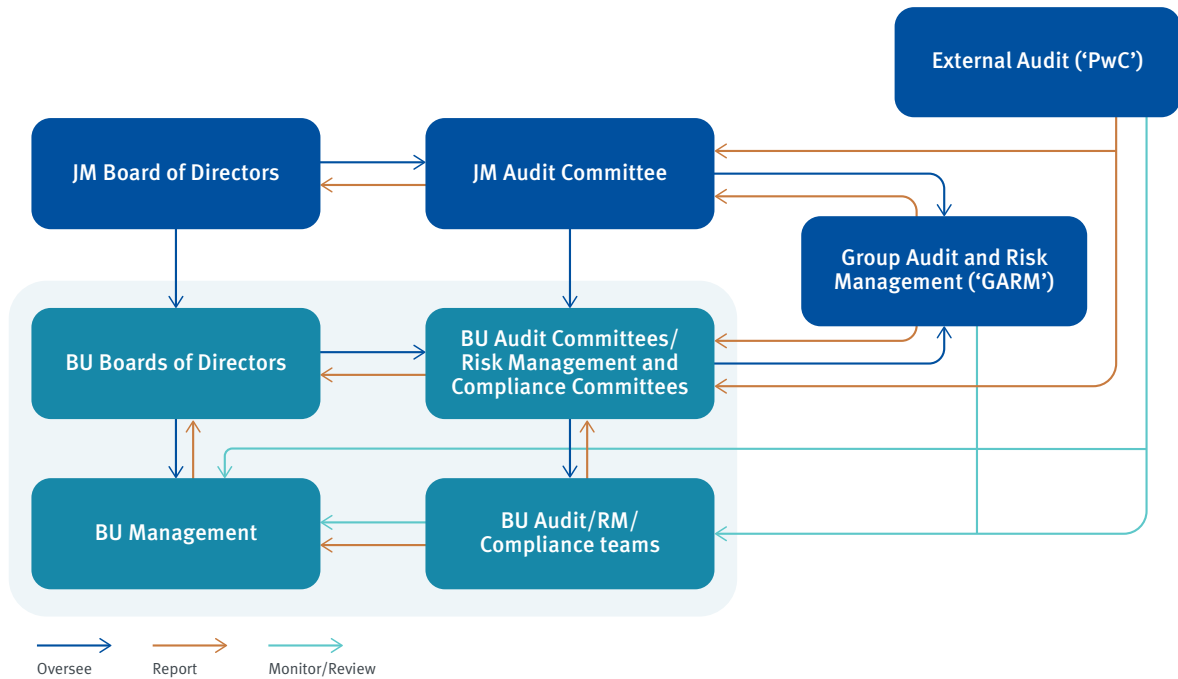 External Audit (‘PwC’)
JM Board of Directors
JM Audit Committee
Group Audit and Risk
Management (‘GARM’)
BU Boards of Directors
BU Audit Committees/
Risk Management and
Compliance Committees
BU Management
BU Audit/RM/
Compliance teams
Oversee
Report
Monitor/Review